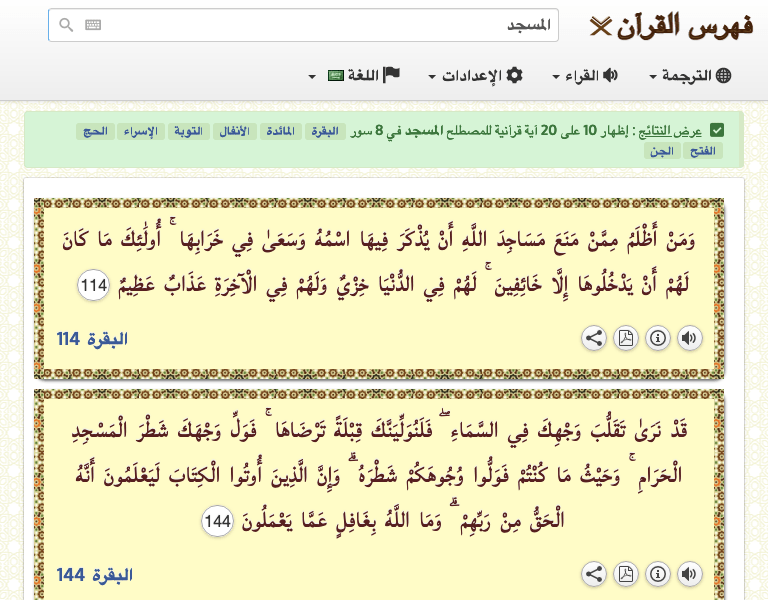 فهرس القرآن
المسجد
الترجمة
القراء
الإعدادات
اللغة
عرض النتائج : إظهار 10 على 20 آية قرآنية للمصطلح المسجد في 8 سور البقرة المائدة الأنفال التوبة الإسراء الحج
الفتح الجن
وَمَنْ أَظْلَمُ مِمَّنْ مَنَعَ مَسَاجِدَ اللَّهِ أَنْ يُذْكَرَ فِيهَا اسْمُهُ وَسَعَىٰ فِي خَرَابِهَا ۚ أُولَٰئِكَ مَا كَانَ
لَهُمْ أَنْ يَدْخُلُوهَا إِلَّا خَائِفِينَ ۚ لَهُمْ فِي الدُّنْيَا خِزْيٌ وَلَهُمْ فِي الْآخِرَةِ عَذَابٌ عَظِيمٌ 114
البقرة 114
قَدْ نَرَىٰ تَقَلُّبَ وَجْهِكَ فِي السَّمَاءِ ۖ فَلَنُوَلِّيَنَّكَ قِبْلَةً تَرْضَاهَا ۚ فَوَلِّ وَجْهَكَ شَطْرَ الْمَسْجِدِ
الْحَرَامِ ۚ وَحَيْثُ مَا كُنْتُمْ فَوَلُّوا وُجُوهَكُمْ شَطْرَهُ ۗ وَإِنَّ الَّذِينَ أُوتُوا الْكِتَابَ لَيَعْلَمُونَ أَنَّهُ
الْحَقُّ مِنْ رَبِّهِمْ ۗ وَمَا اللَّهُ بِغَافِلٍ عَمَّا يَعْمَلُونَ 144
البقرة 144